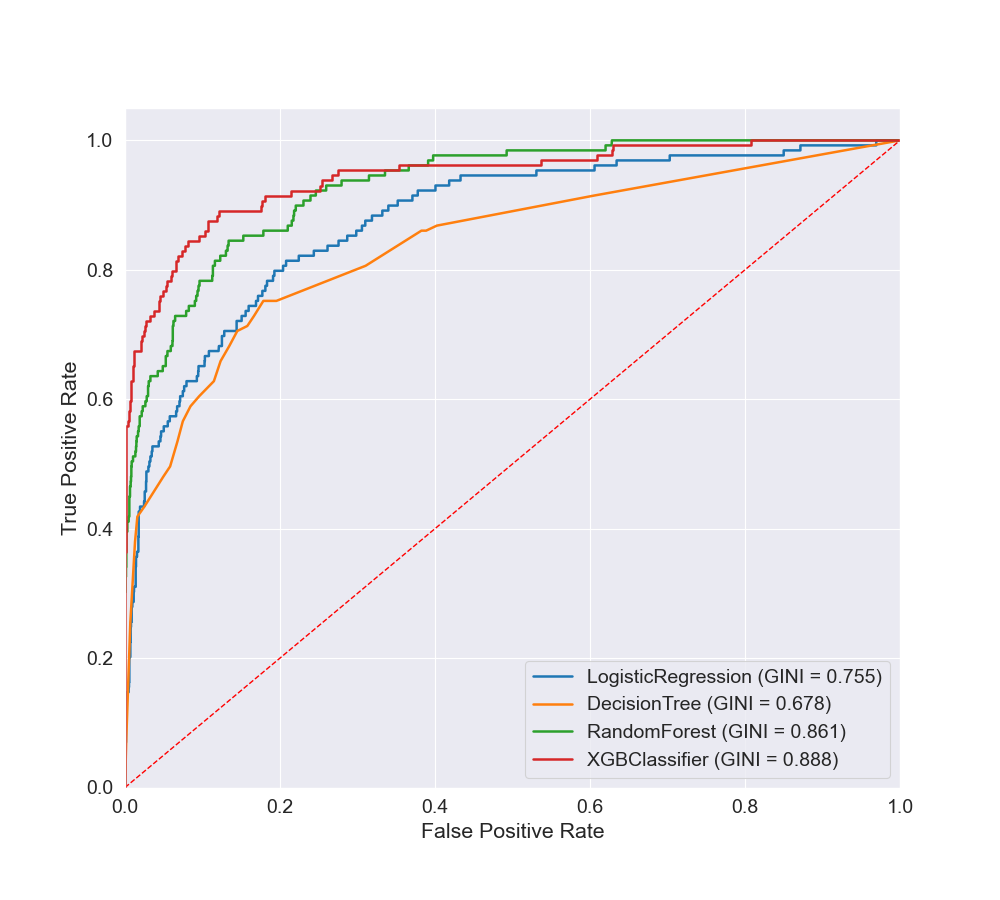 1.0
0.8
0.6
0.4
0.2
0.0
True Positive Rate
0.0 0.2 0.4 0.6 0.8 1.0
False Positive Rate
LogisticRegression (GINI = 0.755)
DecisionTree (GINI = 0.678)
RandomForest (GINI = 0.861)
XGBClassifier (GINI = 0.888)